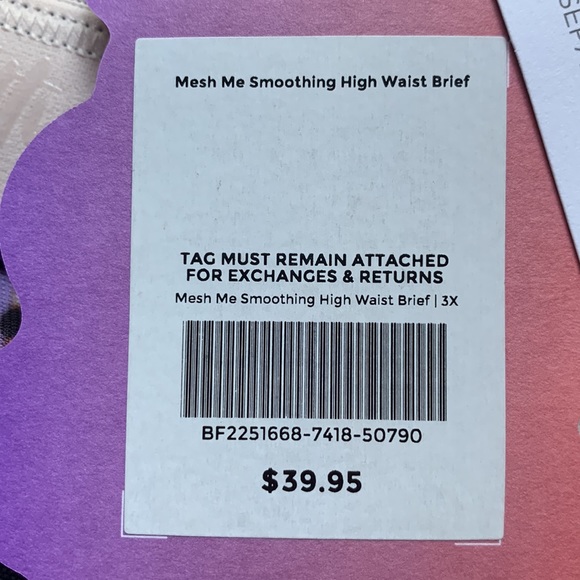 Mesh Me Smoothing High Waist Brief
TAG MUST REMAIN ATTACHED
FOR EXCHANGES & RETURNS
Mesh Me Smoothing High Waist Brief | 3X
BF2251668-7418-50790
$39.95